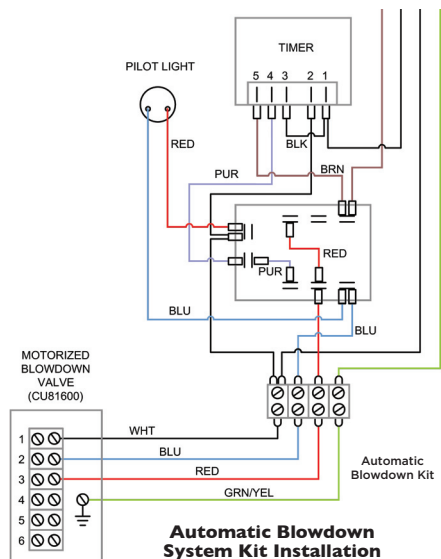 TIMER
5 4 3 2 1
PILOT LIGHT
RED
BLK
PUR
BRN
RED
PUR
BLU
BLU
MOTORIZED
BLOWDOWN
VALVE
(CU81600)
1
WHT
2
BLU
3
RED
4
GRN/YEL
5
6
Automatic
Blowdown Kit
Automatic Blowdown
System Kit Installation